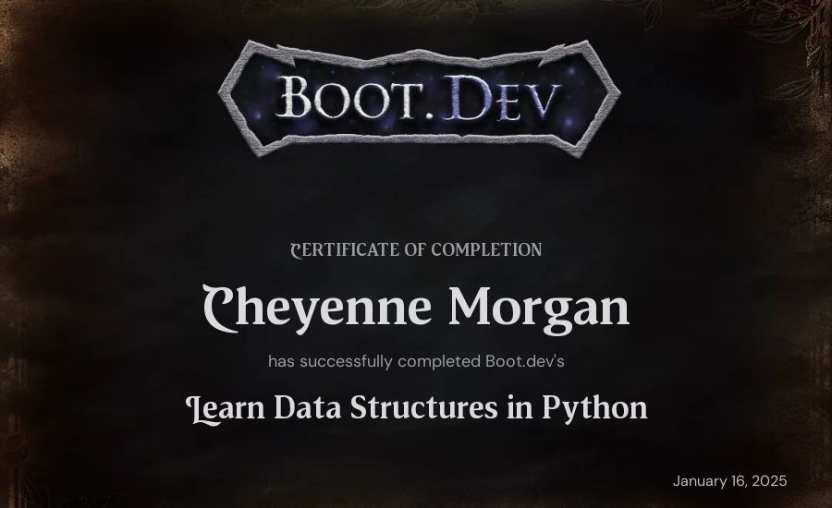 BOOT.DEV
CERTIFICATE OF COMPLETION
Cheyenne Morgan
has successfully completed Boot.dev's
Learn Data Structures in Python
January 16, 2025